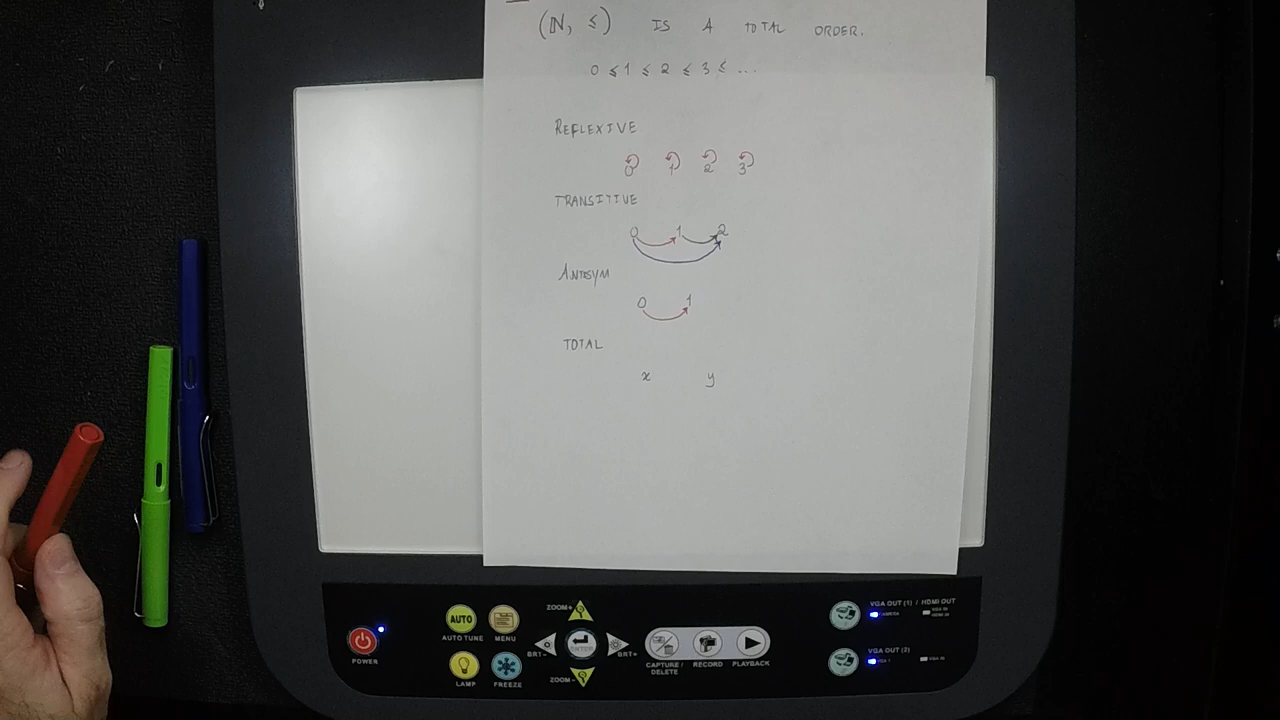 (ℕ, ≤) IS A TOTAL ORDER.
0 ≤ 1 ≤ 2 ≤ 3 ≤ ...
REFLEXIVE
0 1 2 3
TRANSITIVE
0 1 2
ANTISYM
0 1
TOTAL
x y
POWER
AUTO
AUTO TUNE
MENU
LAMP
FREEZE
ZOOM+
BRT-
ENTER
BRT+
ZOOM-
CAPTURE / DELETE
RECORD
PLAYBACK
VGA OUT (1) / HDMI OUT
VGA OUT (2)